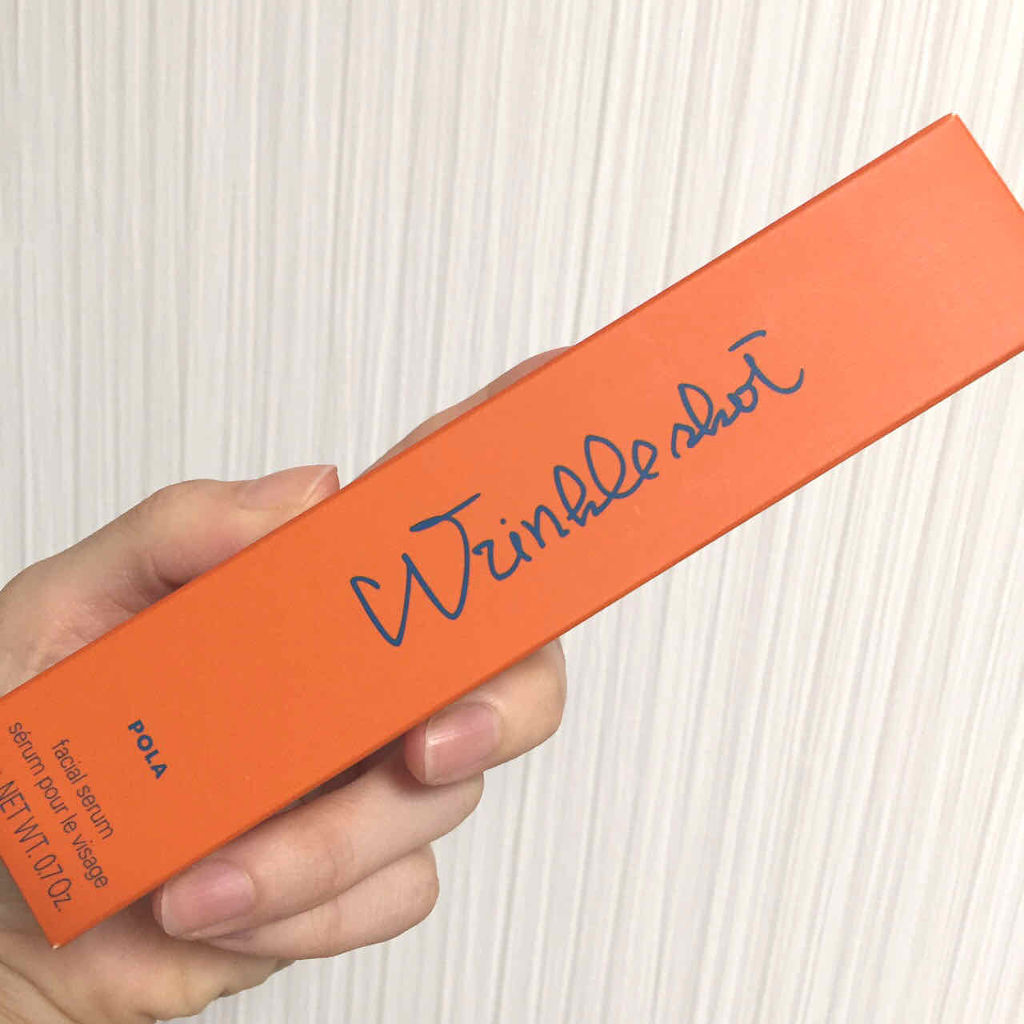 Wrinkle shot
POLA
facial serum
sérum pour le visage
NET WT. 0.7 Oz.